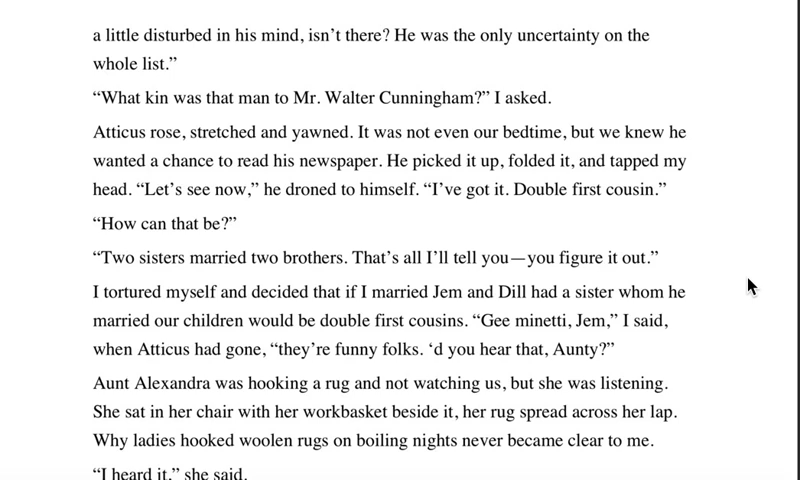 a little disturbed in his mind, isn’t there? He was the only uncertainty on the
whole list.”
“What kin was that man to Mr. Walter Cunningham?” I asked.
Atticus rose, stretched and yawned. It was not even our bedtime, but we knew he
wanted a chance to read his newspaper. He picked it up, folded it, and tapped my
head. “Let’s see now,” he droned to himself. “I’ve got it. Double first cousin.”
“How can that be?”
“Two sisters married two brothers. That’s all I’ll tell you—you figure it out.”
I tortured myself and decided that if I married Jem and Dill had a sister whom he
married our children would be double first cousins. “Gee minetti, Jem,” I said,
when Atticus had gone, “they’re funny folks. ‘d you hear that, Aunty?”
Aunt Alexandra was hooking a rug and not watching us, but she was listening.
She sat in her chair with her workbasket beside it, her rug spread across her lap.
Why ladies hooked woolen rugs on boiling nights never became clear to me.
“I heard it,” she said.